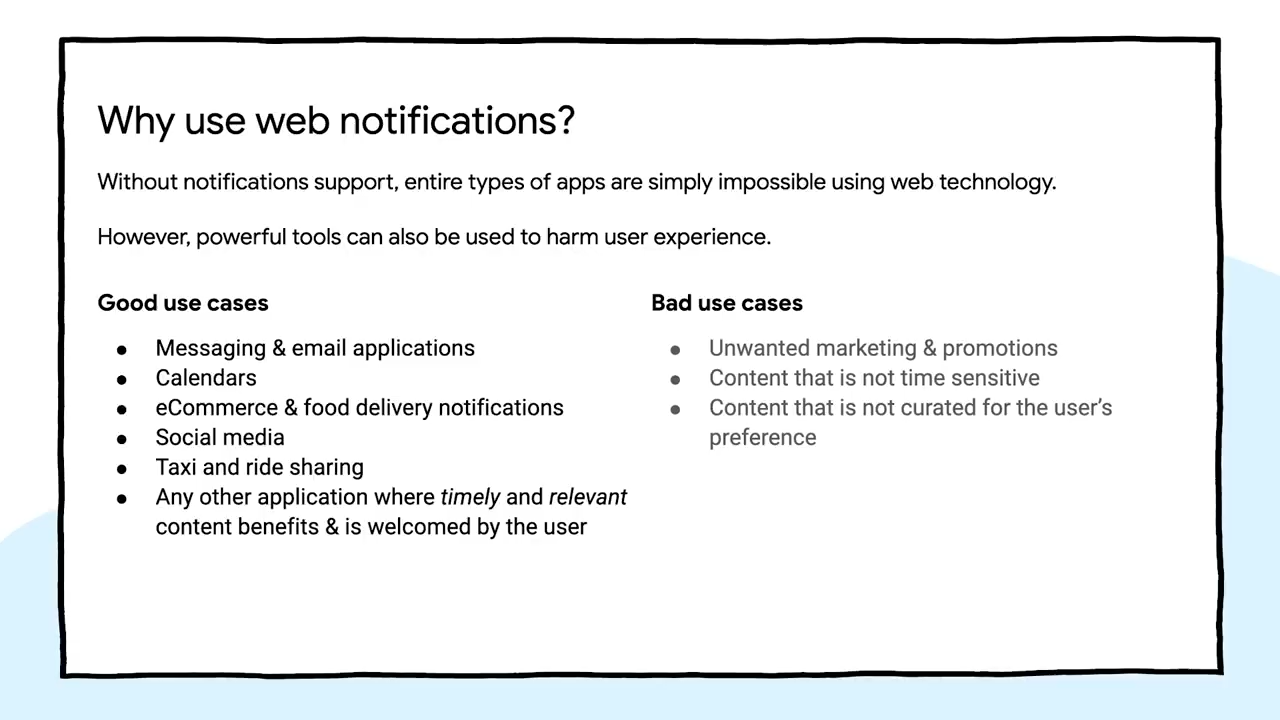 Why use web notifications?
Without notifications support, entire types of apps are simply impossible using web technology.
However, powerful tools can also be used to harm user experience.
Good use cases
● Messaging & email applications
● Calendars
● eCommerce & food delivery notifications
● Social media
● Taxi and ride sharing
● Any other application where timely and relevant
content benefits & is welcomed by the user
Bad use cases
● Unwanted marketing & promotions
● Content that is not time sensitive
● Content that is not curated for the user’s
preference